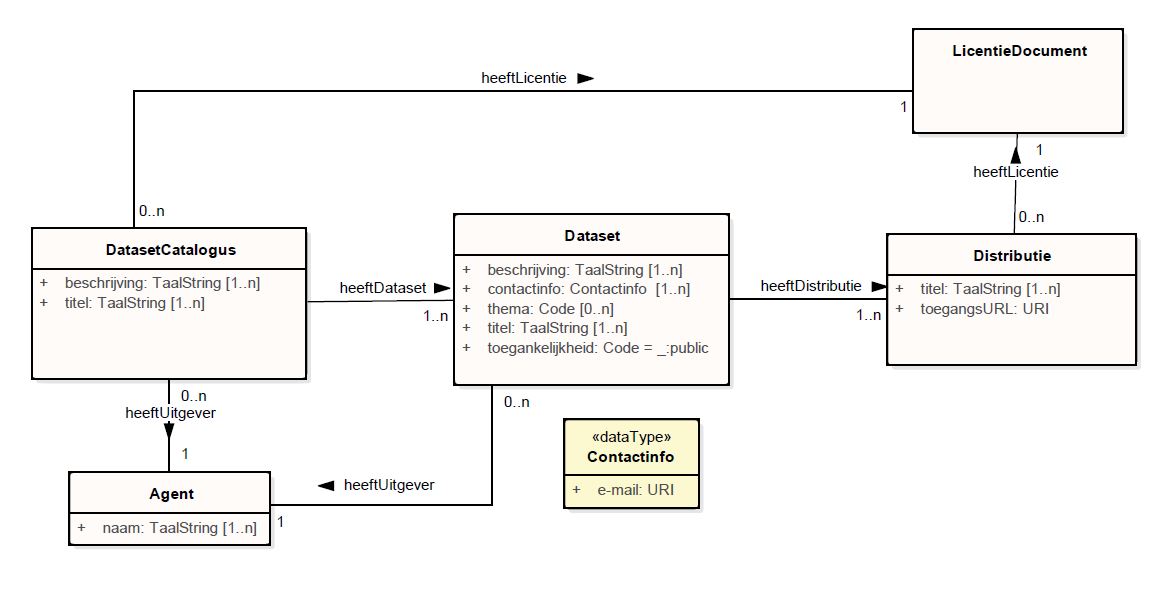 LicentieDocument
heeftLicentie
1
1
heeftLicentie
0..n
0..n
DatasetCatalogus
+ beschrijving: TaalString [1..n]
+ titel: TaalString [1..n]
heeftDataset
1..n
Dataset
+ beschrijving: TaalString [1..n]
+ contactinfo: Contactinfo [1..n]
+ thema: Code [0..n]
+ titel: TaalString [1..n]
+ toegankelijkheid: Code = _:public
heeftDistributie
1..n
Distributie
+ titel: TaalString [1..n]
+ toegangsURL: URI
0..n
heeftUitgever
1
0..n
heeftUitgever
1
Agent
+ naam: TaalString [1..n]
«dataType»
Contactinfo
+ e-mail: URI